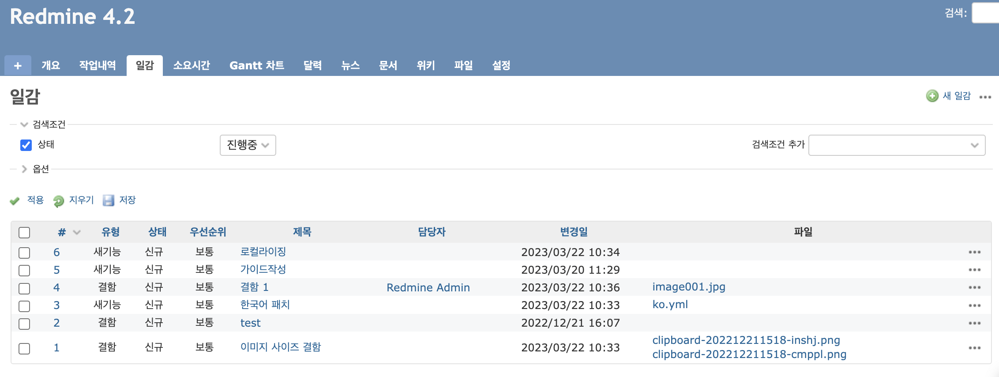 Redmine 4.2
검색:
+ 개요 작업내역 일감 소요시간 Gantt 차트 달력 뉴스 문서 위키 파일 설정
일감
새 일감
검색조건
상태 진행중 검색조건 추가
옵션
적용 지우기 저장
# 유형 상태 우선순위 제목 담당자 변경일 파일
6 새기능 신규 보통 로컬라이징 2023/03/22 10:34
5 새기능 신규 보통 가이드작성 2023/03/20 11:29
4 결함 신규 보통 결함 1 Redmine Admin 2023/03/22 10:36 image001.jpg
3 새기능 신규 보통 한국어 패치 2023/03/22 10:33 ko.yml
2 결함 신규 보통 test 2022/12/21 16:07
1 결함 신규 보통 이미지 사이즈 결함 2023/03/22 10:33 clipboard-202212211518-inshj.png
clipboard-202212211518-cmppl.png